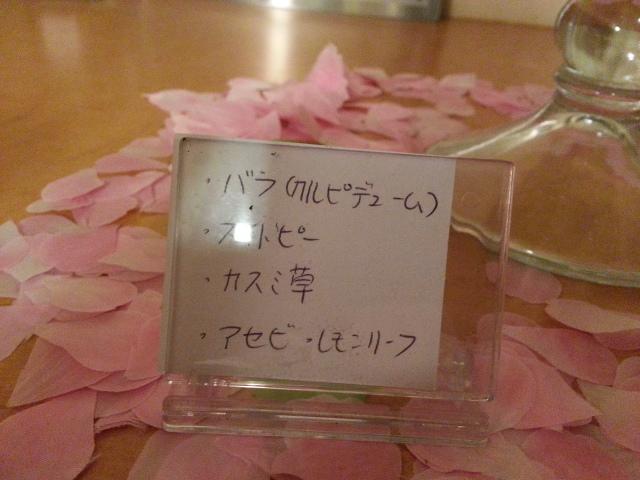 ・バラ(クルピデューム)
・スイトピー
・カスミ草
・アセビ・レモンリーフ